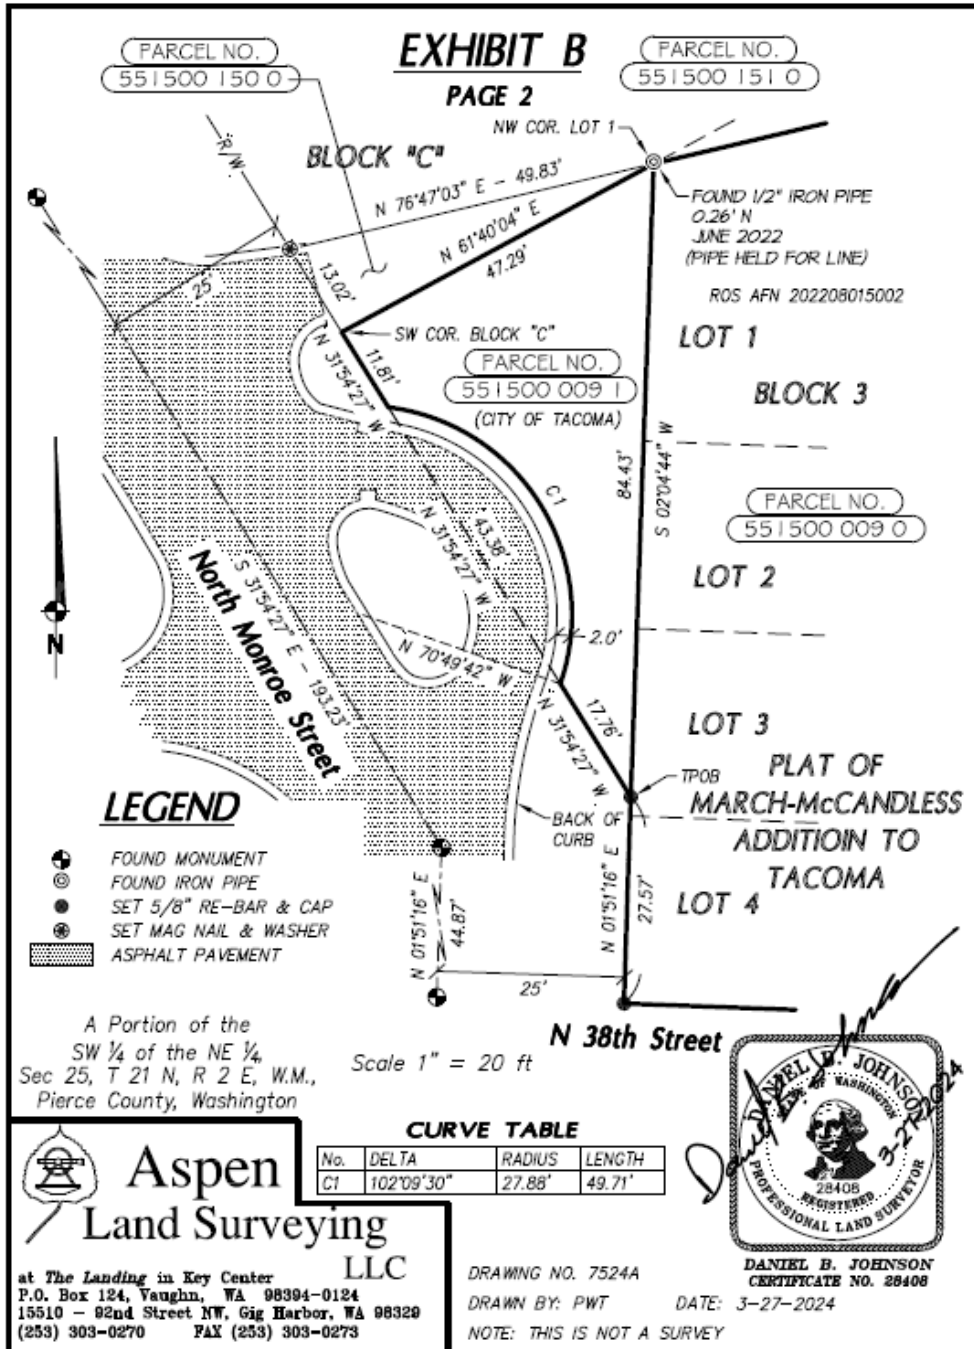 EXHIBIT B
PAGE 2
PARCEL NO.
551500 150 0
PARCEL NO.
551500 151 0
NW COR. LOT 1
BLOCK "C"
R/W
N 76°47'03" E - 49.83'
N 61°40'04" E
47.29'
FOUND 1/2" IRON PIPE
0.26' N
JUNE 2022
(PIPE HELD FOR LINE)
ROS AFN 202208015002
25'
13.02'
SW COR. BLOCK "C"
LOT 1
N 31°54'27" W
11.81'
PARCEL NO.
551500 009 1
(CITY OF TACOMA)
BLOCK 3
84.43'
S 02°04'44" W
C1
PARCEL NO.
551500 009 0
N 31°54'27" W
43.38'
LOT 2
North Monroe Street
S 31°54'27" E - 193.23'
2.0'
N 70°49'42" W
17.76'
N 31°54'27" W
LOT 3
TPOB
PLAT OF
MARCH-McCANDLESS
ADDITIOIN TO
TACOMA
BACK OF
CURB
LEGEND
FOUND MONUMENT
FOUND IRON PIPE
SET 5/8" RE-BAR & CAP
SET MAG NAIL & WASHER
ASPHALT PAVEMENT
N 01°51'16" E
44.87'
N 01°51'16" E
27.57'
LOT 4
25'
N
N 38th Street
A Portion of the
SW ¼ of the NE ¼,
Sec 25, T 21 N, R 2 E, W.M.,
Pierce County, Washington
Scale 1" = 20 ft
CURVE TABLE
No. DELTA RADIUS LENGTH
C1 102°09'30" 27.88' 49.71'
DANIEL B. JOHNSON
STATE OF WASHINGTON
28408
REGISTERED
PROFESSIONAL LAND SURVEYOR
3-27-2024
DANIEL B. JOHNSON
CERTIFICATE NO. 28408
Aspen
Land Surveying
LLC
at The Landing in Key Center
P.O. Box 124, Vaughn, WA 98394-0124
15510 - 92nd Street NW, Gig Harbor, WA 98329
(253) 303-0270 FAX (253) 303-0273
DRAWING NO. 7524A
DRAWN BY: PWT DATE: 3-27-2024
NOTE: THIS IS NOT A SURVEY